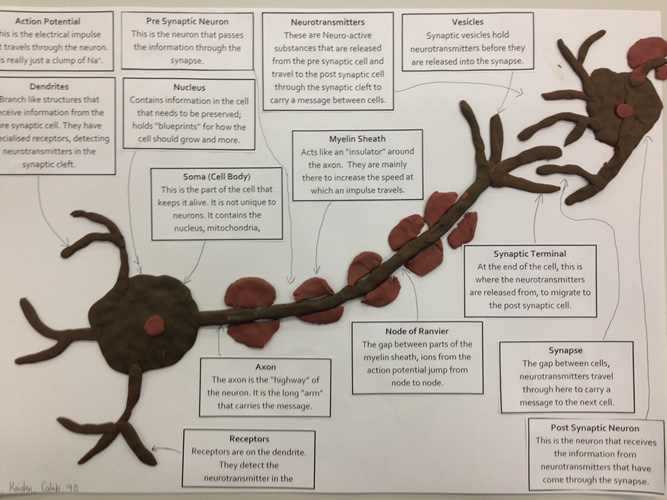 Action Potential
is is the electrical impulse
t travels through the neuron.
s really just a clump of Na⁺.
Pre Synaptic Neuron
This is the neuron that passes
the information through the
synapse.
Neurotransmitters
These are Neuro-active
substances that are released
from the pre synaptic cell and
travel to the post synaptic cell
through the synaptic cleft to
carry a message between cells.
Vesicles
Synaptic vesicles hold
neurotransmitters before they
are released into the synapse.
Dendrites
Branch like structures that
eceive information from the
re synaptic cell. They have
ecialised receptors, detecting
neurotransmitters in the
synaptic cleft.
Nucleus
Contains information in the cell
that needs to be preserved;
holds "blueprints" for how the
cell should grow and more.
Myelin Sheath
Acts like an "insulator" around
the axon. They are mainly
there to increase the speed at
which an impulse travels.
Soma (Cell Body)
This is the part of the cell that
keeps it alive. It is not unique to
neurons. It contains the
nucleus, mitochondria,
Synaptic Terminal
At the end of the cell, this is
where the neurotransmitters
are released from, to migrate to
the post synaptic cell.
Node of Ranvier
The gap between parts of the
myelin sheath, ions from the
action potential jump from
node to node.
Synapse
The gap between cells,
neurotransmitters travel
through here to carry a
message to the next cell.
Axon
The axon is the "highway" of
the neuron. It is the long "arm"
that carries the message.
Post Synaptic Neuron
This is the neuron that receives
the information from
neurotransmitters that have
come through the synapse.
Receptors
Receptors are on the dendrite.
They detect the
neurotransmitter in the
Kaiden, Caleb